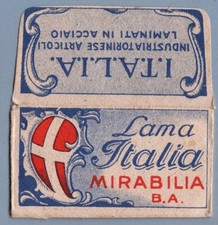 I.T.A.L.I.A.
INDUSTRIA TORINESE ARTICOLI
LAMINATI IN ACCIAIO
Lama
Italia
MIRABILIA
B.A.